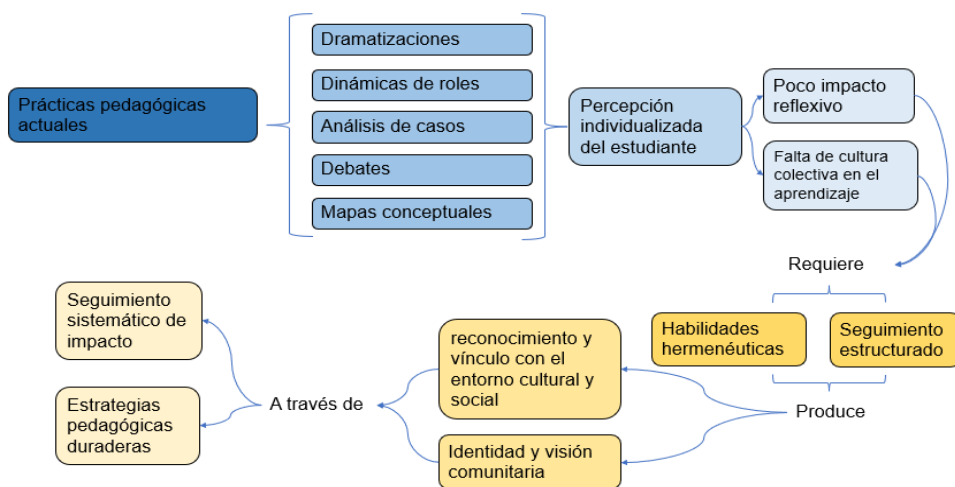 Prácticas pedagógicas
actuales
Dramatizaciones
Dinámicas de roles
Análisis de casos
Debates
Mapas conceptuales
Percepción
individualizada
del estudiante
Poco impacto
reflexivo
Falta de cultura
colectiva en el
aprendizaje
Requiere
Habilidades
hermenéuticas
Seguimiento
estructurado
Produce
reconocimiento y
vínculo con el
entorno cultural y
social
Identidad y visión
comunitaria
A través de
Seguimiento
sistemático de
impacto
Estrategias
pedagógicas
duraderas